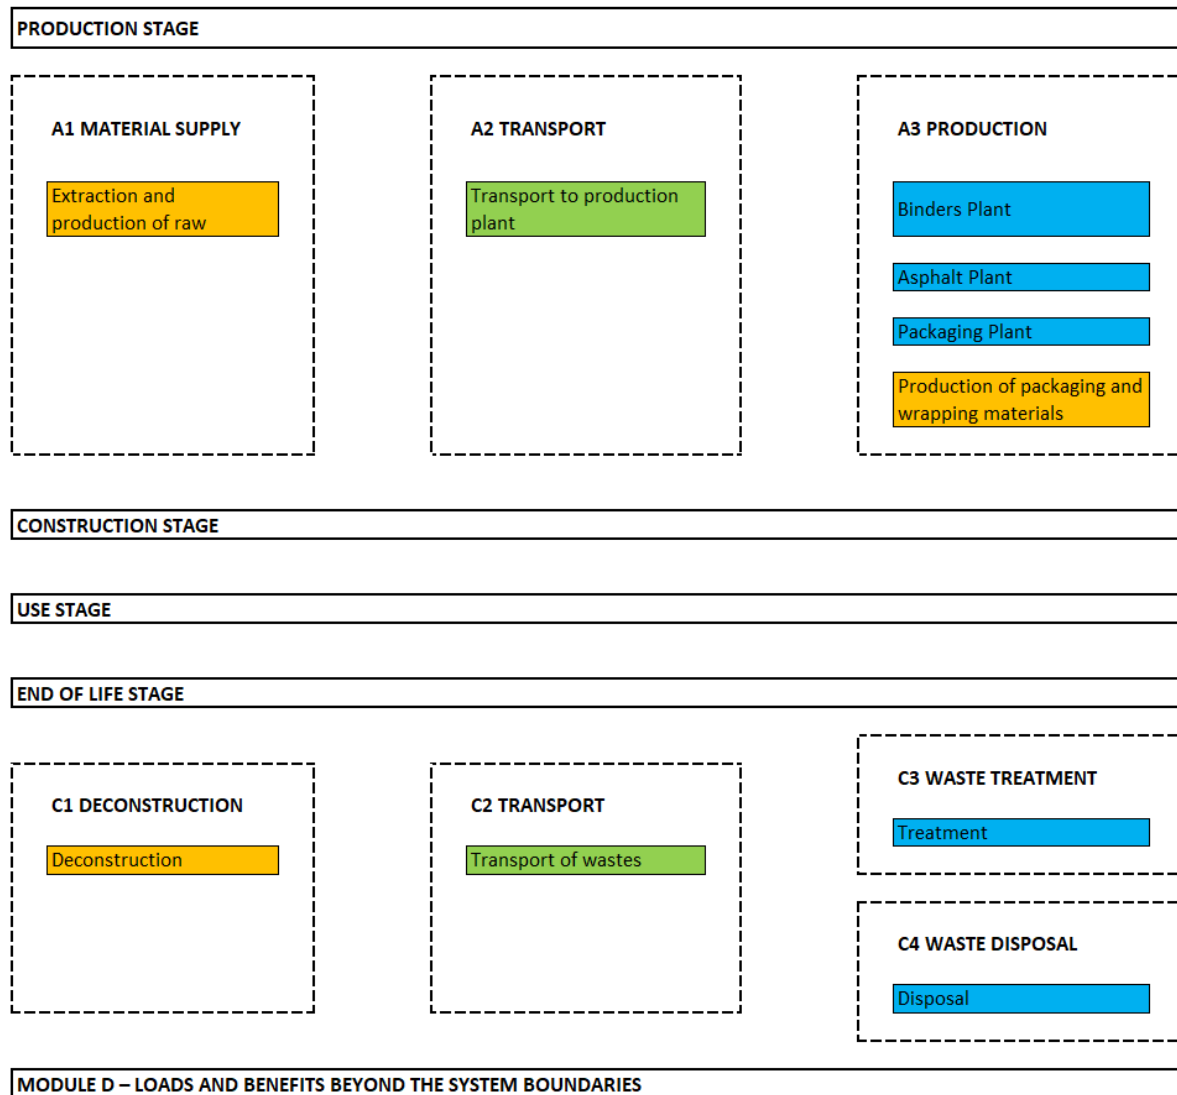 PRODUCTION STAGE
A1 MATERIAL SUPPLY
Extraction and
production of raw
A2 TRANSPORT
Transport to production
plant
A3 PRODUCTION
Binders Plant
Asphalt Plant
Packaging Plant
Production of packaging and
wrapping materials
CONSTRUCTION STAGE
USE STAGE
END OF LIFE STAGE
C1 DECONSTRUCTION
Deconstruction
C2 TRANSPORT
Transport of wastes
C3 WASTE TREATMENT
Treatment
C4 WASTE DISPOSAL
Disposal
MODULE D – LOADS AND BENEFITS BEYOND THE SYSTEM BOUNDARIES